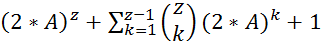 (2 * A)^z + \sum_{k=1}^{z-1} \binom{z}{k} (2 * A)^k + 1